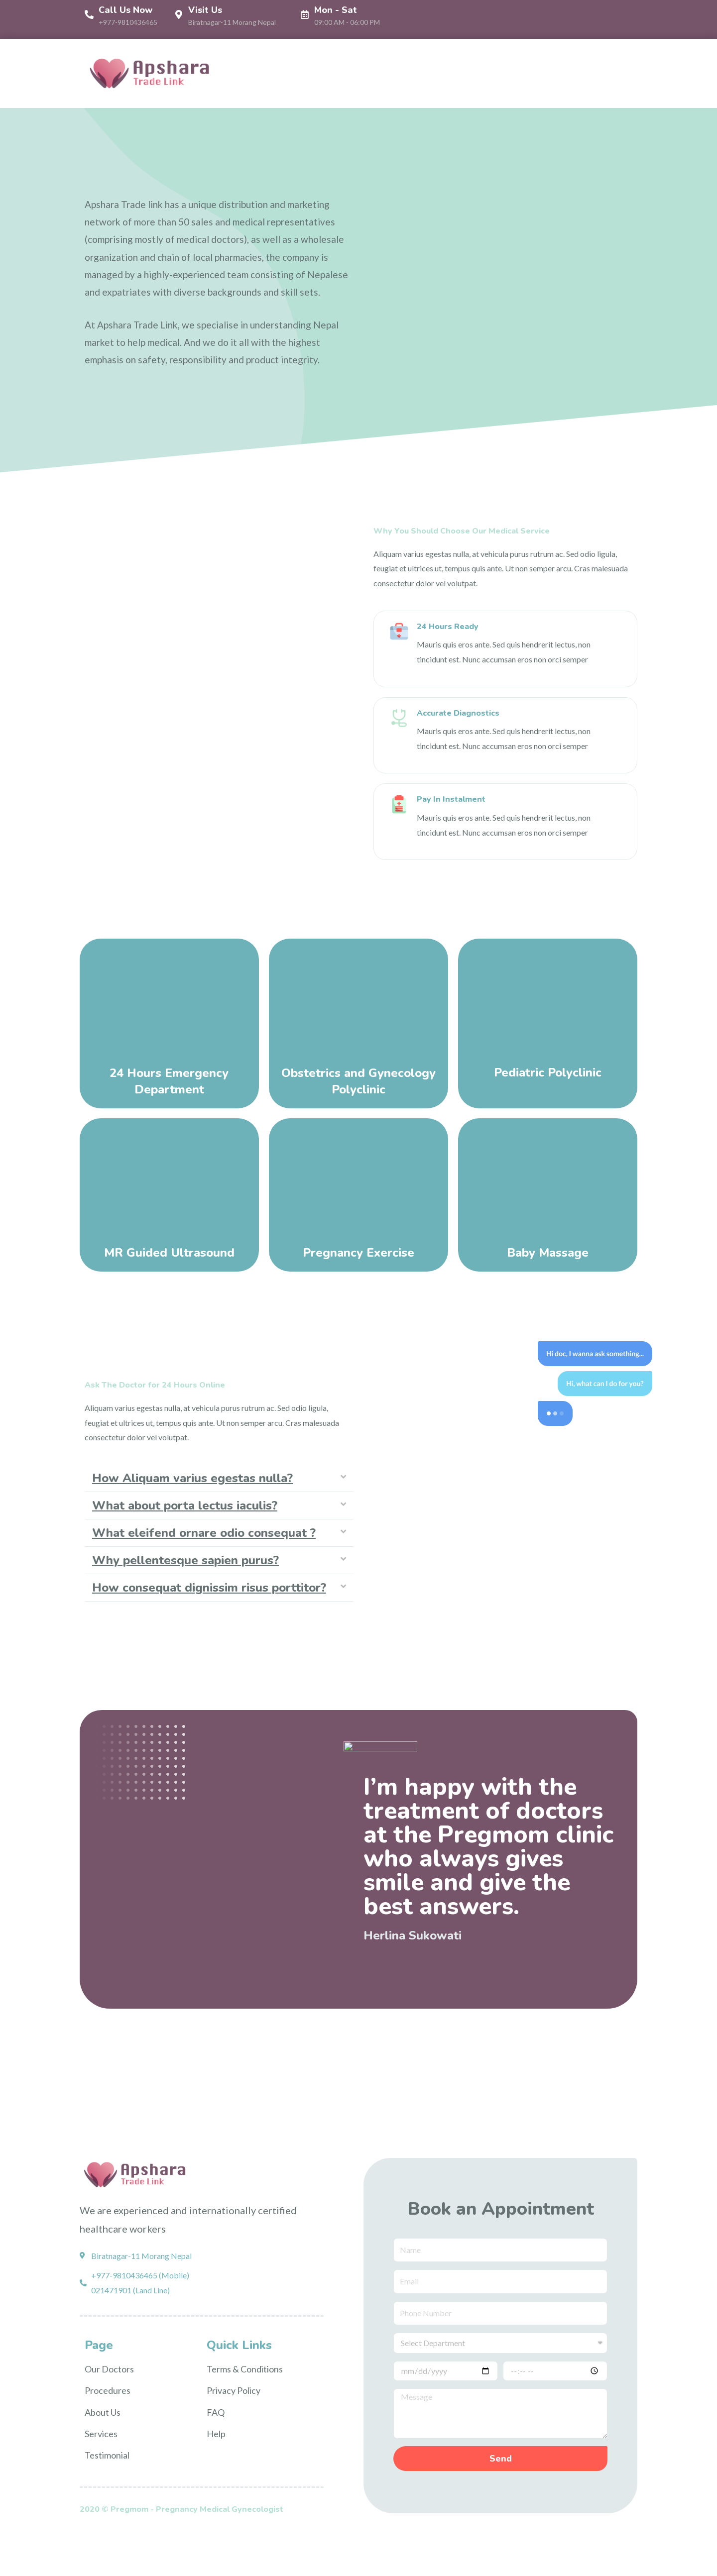 Call Us Now
+977-9810436465
Visit Us
Biratnagar-11 Morang Nepal
Mon - Sat
09:00 AM - 06:00 PM
Apshara
Trade Link
Apshara Trade link has a unique distribution and marketing
network of more than 50 sales and medical representatives
(comprising mostly of medical doctors), as well as a wholesale
organization and chain of local pharmacies, the company is
managed by a highly-experienced team consisting of Nepalese
and expatriates with diverse backgrounds and skill sets.
At Apshara Trade Link, we specialise in understanding Nepal
market to help medical. And we do it all with the highest
emphasis on safety, responsibility and product integrity.
Why You Should Choose Our Medical Service
Aliquam varius egestas nulla, at vehicula purus rutrum ac. Sed odio ligula,
feugiat et ultrices ut, tempus quis ante. Ut non semper arcu. Cras malesuada
consectetur dolor vel volutpat.
24 Hours Ready
Mauris quis eros ante. Sed quis hendrerit lectus, non
tincidunt est. Nunc accumsan eros non orci semper
Accurate Diagnostics
Mauris quis eros ante. Sed quis hendrerit lectus, non
tincidunt est. Nunc accumsan eros non orci semper
Pay In Instalment
Mauris quis eros ante. Sed quis hendrerit lectus, non
tincidunt est. Nunc accumsan eros non orci semper
24 Hours Emergency
Department
Obstetrics and Gynecology
Polyclinic
Pediatric Polyclinic
MR Guided Ultrasound
Pregnancy Exercise
Baby Massage
Hi doc, I wanna ask something...
Hi, what can I do for you?
Ask The Doctor for 24 Hours Online
Aliquam varius egestas nulla, at vehicula purus rutrum ac. Sed odio ligula,
feugiat et ultrices ut, tempus quis ante. Ut non semper arcu. Cras malesuada
consectetur dolor vel volutpat.
How Aliquam varius egestas nulla?
What about porta lectus iaculis?
What eleifend ornare odio consequat ?
Why pellentesque sapien purus?
How consequat dignissim risus porttitor?
I’m happy with the
treatment of doctors
at the Pregmom clinic
who always gives
smile and give the
best answers.
Herlina Sukowati
Apshara
Trade Link
We are experienced and internationally certified
healthcare workers
Biratnagar-11 Morang Nepal
+977-9810436465 (Mobile)
021471901 (Land Line)
Page
Our Doctors
Procedures
About Us
Services
Testimonial
Quick Links
Terms & Conditions
Privacy Policy
FAQ
Help
2020 © Pregmom - Pregnancy Medical Gynecologist
Book an Appointment
Name
Email
Phone Number
Select Department
mm/dd/yyyy
--:-- --
Message
Send